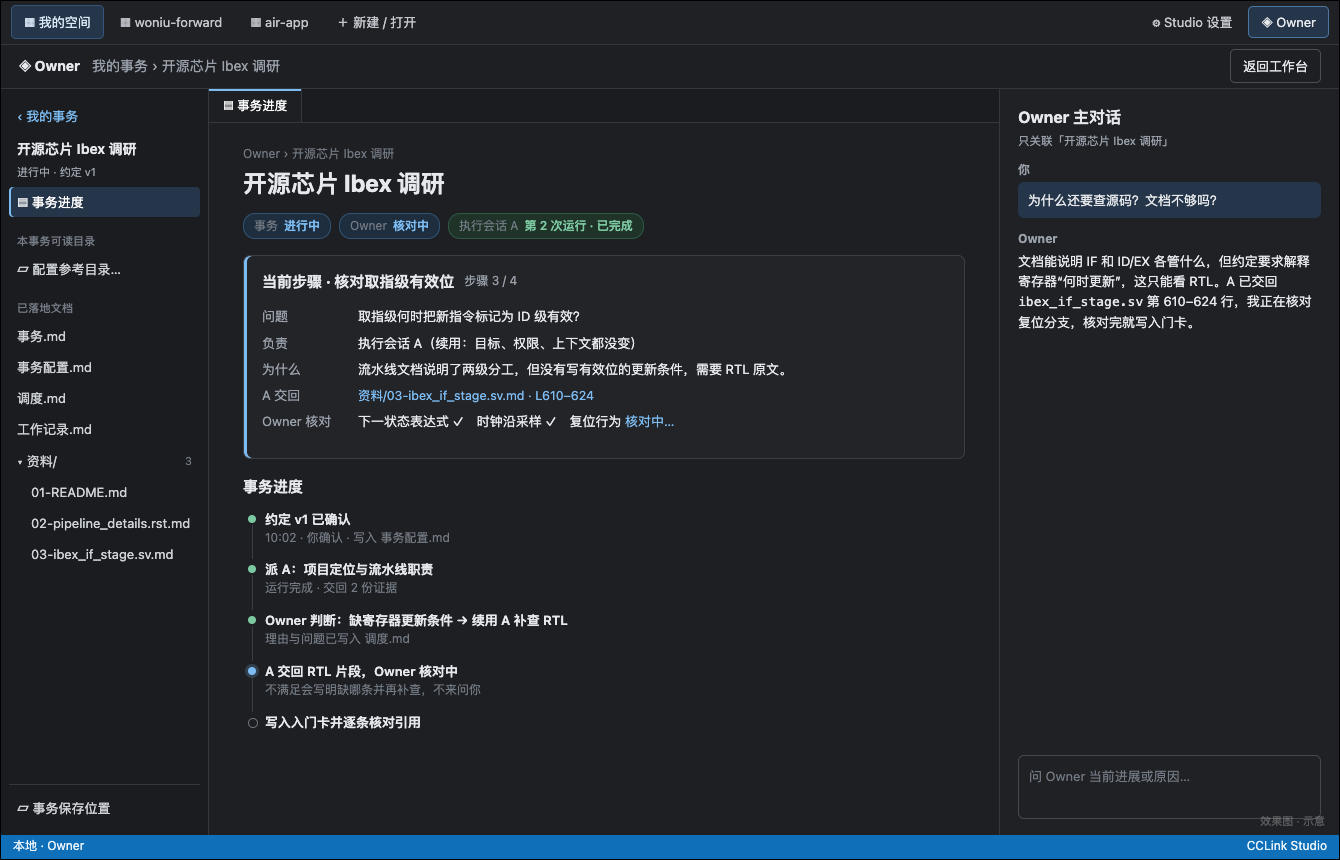 我的空间 woniu-forward air-app + 新建 / 打开 Studio 设置 Owner
Owner 我的事务 › 开源芯片 Ibex 调研 返回工作台
‹ 我的事务
开源芯片 Ibex 调研
进行中 · 约定 v1
事务进度
本事务可读目录
配置参考目录...
已落地文档
事务.md
事务配置.md
调度.md
工作记录.md
资料/ 3
01-README.md
02-pipeline_details.rst.md
03-ibex_if_stage.sv.md
事务保存位置
事务进度
Owner › 开源芯片 Ibex 调研
开源芯片 Ibex 调研
事务 进行中 Owner 核对中 执行会话 A 第 2 次运行 · 已完成
当前步骤 · 核对取指级有效位 步骤 3 / 4
问题 取指级何时把新指令标记为 ID 级有效?
负责 执行会话 A（续用：目标、权限、上下文都没变）
为什么 流水线文档说明了两级分工，但没有写有效位的更新条件，需要 RTL 原文。
A 交回 资料/03-ibex_if_stage.sv.md · L610–624
Owner 核对 下一状态表达式 ✓ 时钟沿采样 ✓ 复位行为 核对中...
事务进度
约定 v1 已确认
10:02 · 你确认 · 写入 事务配置.md
派 A：项目定位与流水线职责
运行完成 · 交回 2 份证据
Owner 判断：缺寄存器更新条件 → 续用 A 补查 RTL
理由与问题已写入 调度.md
A 交回 RTL 片段，Owner 核对中
不满足会写明缺哪条并再补查，不来问你
写入入门卡并逐条核对引用
Owner 主对话
只关联「开源芯片 Ibex 调研」
你
为什么还要查源码？文档不够吗?
Owner
文档能说明 IF 和 ID/EX 各管什么，但约定要求解释
寄存器“何时更新”，这只能看 RTL。A 已交回
ibex_if_stage.sv 第 610–624 行，我正在核对
复位分支，核对完就写入门卡。
问 Owner 当前进展或原因...
效果图 · 示意
本地 · Owner CCLink Studio